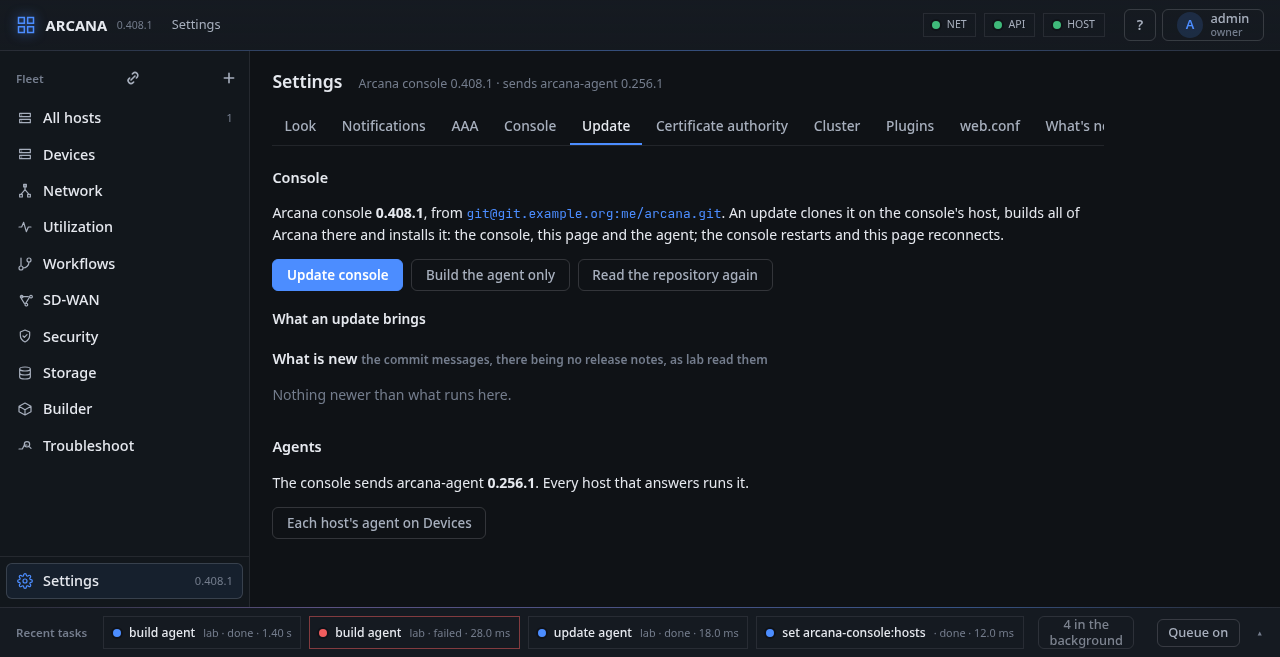 ARCANA 0.408.1 Settings NET API HOST ? A admin
owner
Fleet
All hosts 1
Devices
Network
Utilization
Workflows
SD-WAN
Security
Storage
Builder
Troubleshoot
Settings 0.408.1
Settings Arcana console 0.408.1 · sends arcana-agent 0.256.1
Look Notifications AAA Console Update Certificate authority Cluster Plugins web.conf What's
Console
Arcana console 0.408.1, from git@git.example.org:me/arcana.git. An update clones it on the console's host, builds all of
Arcana there and installs it: the console, this page and the agent; the console restarts and this page reconnects.
Update console Build the agent only Read the repository again
What an update brings
What is new the commit messages, there being no release notes, as lab read them
Nothing newer than what runs here.
Agents
The console sends arcana-agent 0.256.1. Every host that answers runs it.
Each host's agent on Devices
Recent tasks build agent lab · done · 1.40 s build agent lab · failed · 28.0 ms update agent lab · done · 18.0 ms set arcana-console:hosts · done · 12.0 ms 4 in the
background Queue on